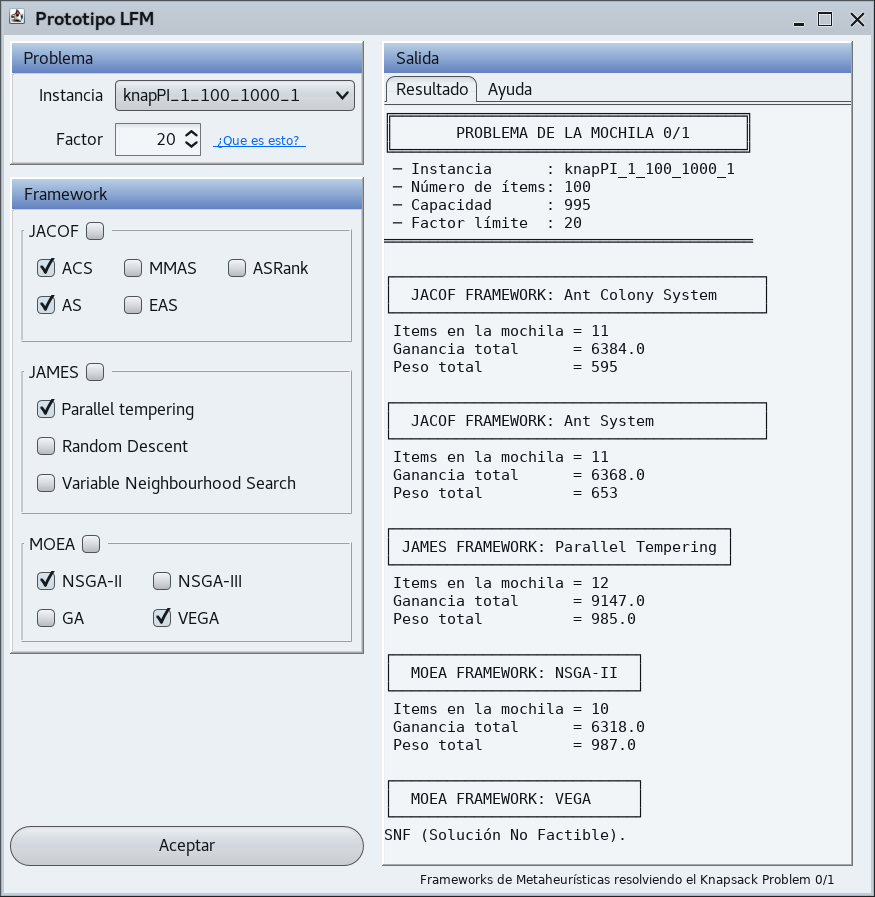 Prototipo LFM
Problema
Instancia knapPI_1_100_1000_1
Factor 20 ¿Que es esto?
Framework
JACOF
ACS MMAS ASRank
AS EAS
JAMES
Parallel tempering
Random Descent
Variable Neighbourhood Search
MOEA
NSGA-II NSGA-III
GA VEGA
Aceptar
Salida
Resultado Ayuda
PROBLEMA DE LA MOCHILA 0/1
− Instancia : knapPI_1_100_1000_1
− Número de ítems: 100
− Capacidad : 995
− Factor límite : 20
JACOF FRAMEWORK: Ant Colony System
Items en la mochila = 11
Ganancia total = 6384.0
Peso total = 595
JACOF FRAMEWORK: Ant System
Items en la mochila = 11
Ganancia total = 6368.0
Peso total = 653
JAMES FRAMEWORK: Parallel Tempering
Items en la mochila = 12
Ganancia total = 9147.0
Peso total = 985.0
MOEA FRAMEWORK: NSGA-II
Items en la mochila = 10
Ganancia total = 6318.0
Peso total = 987.0
MOEA FRAMEWORK: VEGA
SNF (Solución No Factible).
Frameworks de Metaheurísticas resolviendo el Knapsack Problem 0/1